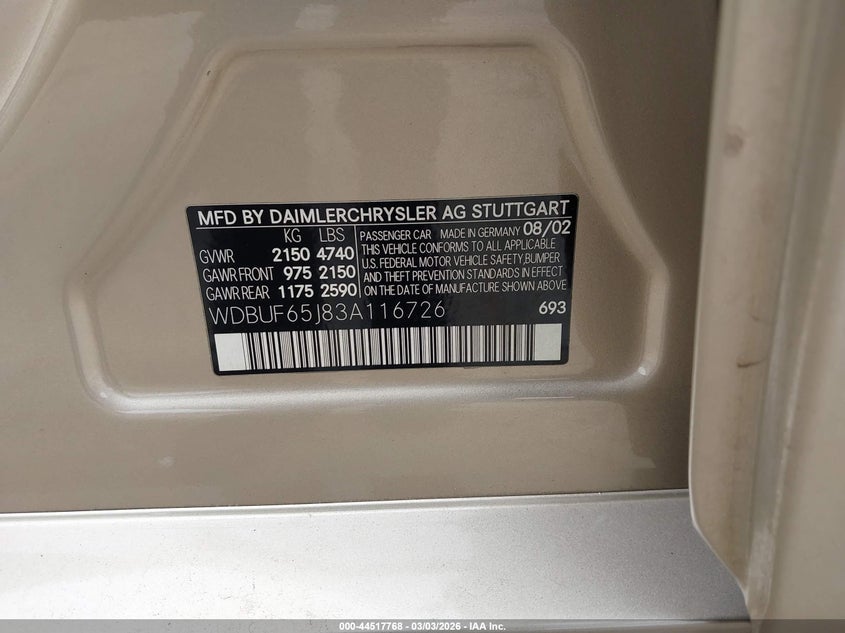 MFD BY DAIMLERCHRYSLER AG STUTTGART
KG LBS
GVWR 2150 4740
GAWR FRONT 975 2150
GAWR REAR 1175 2590
PASSENGER CAR MADE IN GERMANY 08/02
THIS VEHICLE CONFORMS TO ALL APPLICABLE
U.S. FEDERAL MOTOR VEHICLE SAFETY,BUMPER
AND THEFT PREVENTION STANDARDS IN EFFECT
ON THE DATE OF MANUFACTURE SHOWN ABOVE
WDBUF65J83A116726 693
000-44517768 - 03/03/2026 - IAA Inc.